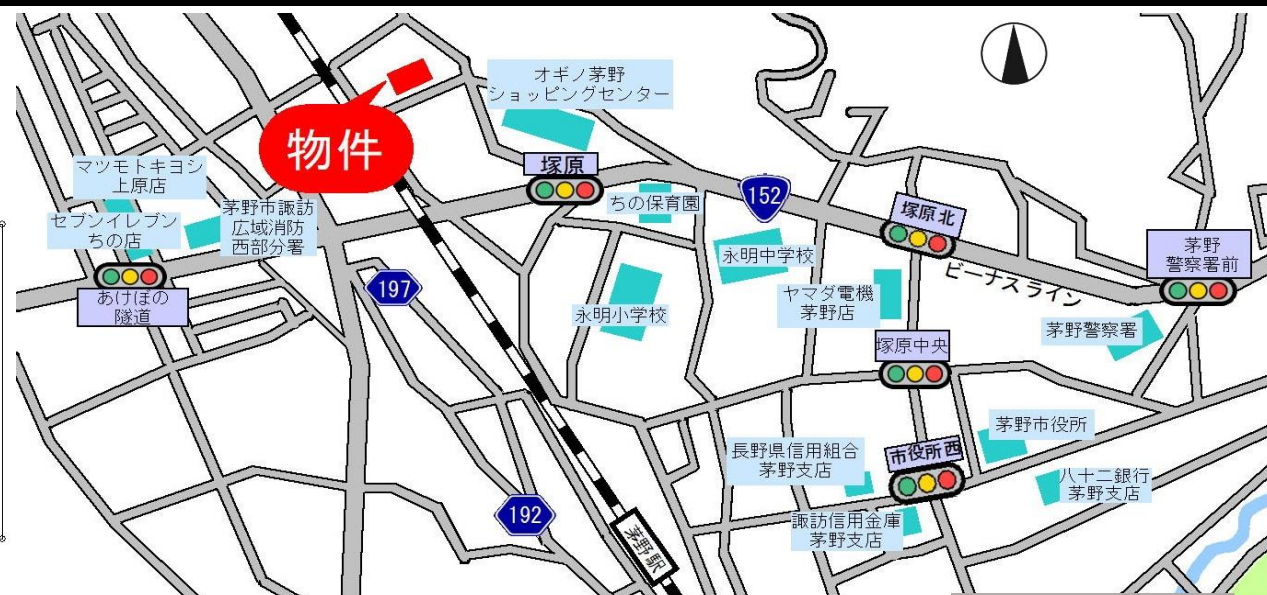 オギノ茅野
ショッピングセンター
物件
塚原
マツモトキヨシ
上原店
152
ちの保育園
セブンイレブン
ちの店
茅野市諏訪
広域消防
西部分署
塚原北
永明中学校
茅野
警察署前
197
ビーナスライン
あけぼの
隧道
ヤマダ電機
茅野店
永明小学校
茅野警察署
塚原中央
茅野市役所
長野県信用組合
茅野支店
市役所西
八十二銀行
茅野支店
192
諏訪信用金庫
茅野支店
茅野駅